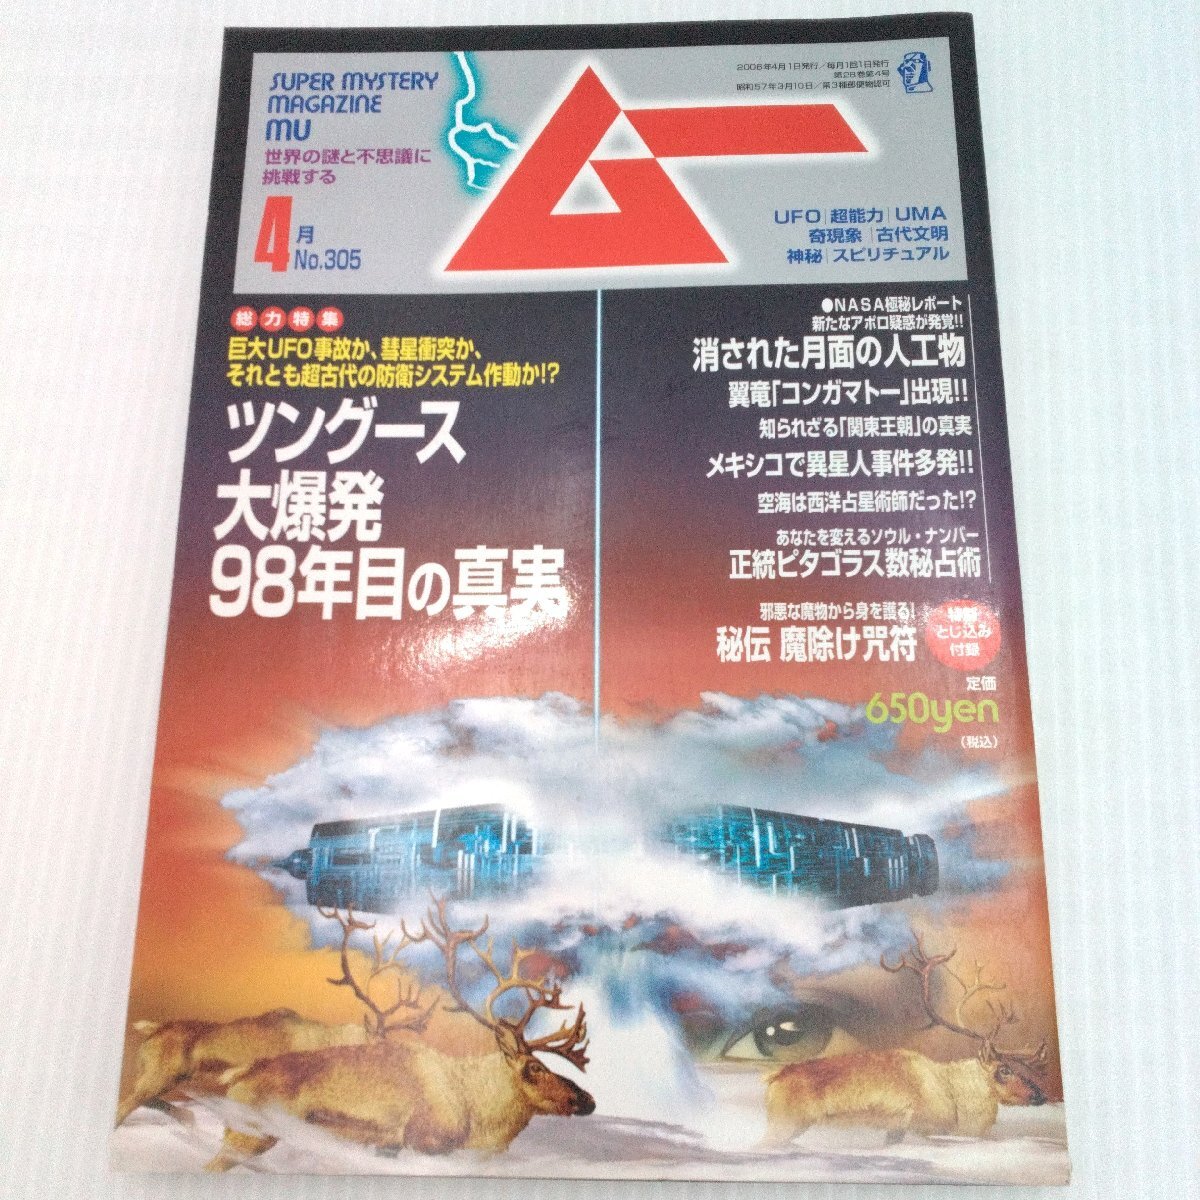 SUPER MYSTERY
MAGAZINE
MU
世界の謎と不思議に
挑戦する
4月
No.305
ムー
2006年4月1日発行／毎月1回1日発行
第28巻第4号
昭和57年3月10日／第3種郵便物認可
UFO｜超能力｜UMA
奇現象｜古代文明
神秘｜スピリチュアル
総力特集
巨大UFO事故か、彗星衝突か、
それとも超古代の防衛システム作動か!?
ツングース
大爆発
98年目の真実
●NASA極秘レポート
新たなアポロ疑惑が発覚!!
消された月面の人工物
翼竜「コンガマトー」出現!!
知られざる「関東王朝」の真実
メキシコで異星人事件多発!!
空海は西洋占星術師だった!?
あなたを変えるソウル・ナンバー
正統ピタゴラス数秘占術
邪悪な魔物から身を護る!
秘伝 魔除け呪符
特別
とじ込み
付録
定価
650yen
（税込）